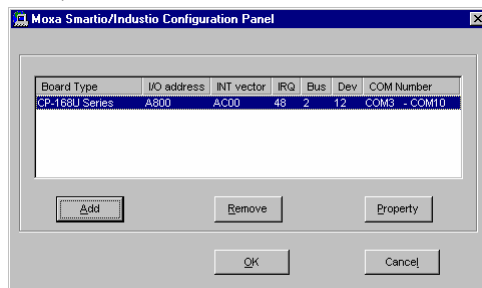 Moxa Smartio/Industio Configuration Panel
Board Type I/O address INT vector IRQ Bus Dev COM Number
CP-168U Series A800 AC00 48 2 12 COM3 - COM10
Add Remove Property
OK Cancel